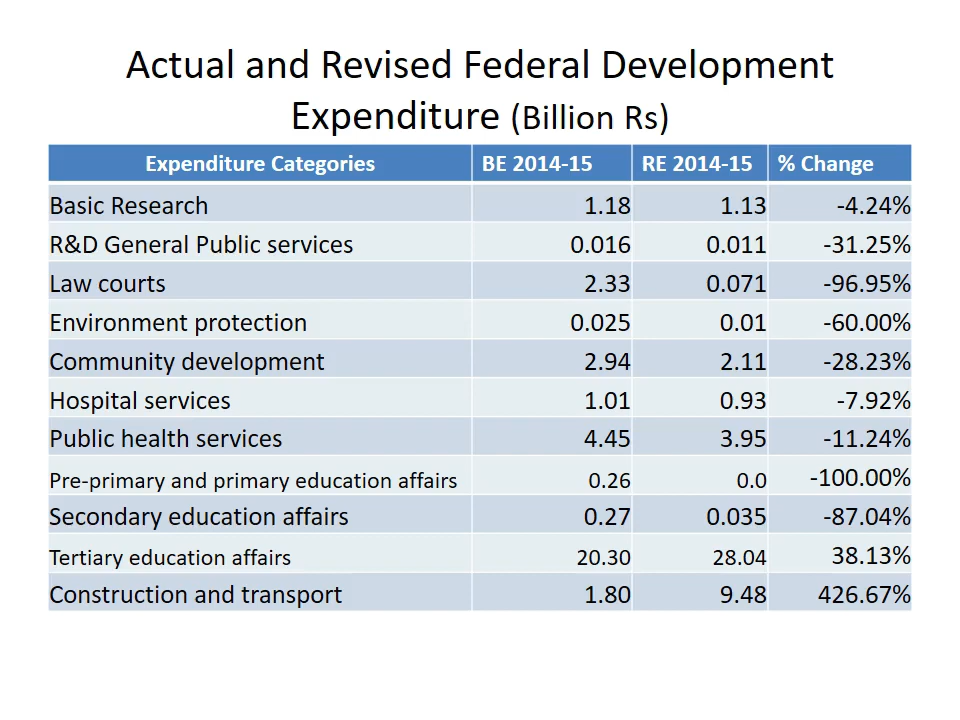 Actual and Revised Federal Development
Expenditure (Billion Rs)
Expenditure Categories BE 2014-15 RE 2014-15 % Change
Basic Research 1.18 1.13 -4.24%
R&D General Public services 0.016 0.011 -31.25%
Law courts 2.33 0.071 -96.95%
Environment protection 0.025 0.01 -60.00%
Community development 2.94 2.11 -28.23%
Hospital services 1.01 0.93 -7.92%
Public health services 4.45 3.95 -11.24%
Pre-primary and primary education affairs 0.26 0.0 -100.00%
Secondary education affairs 0.27 0.035 -87.04%
Tertiary education affairs 20.30 28.04 38.13%
Construction and transport 1.80 9.48 426.67%